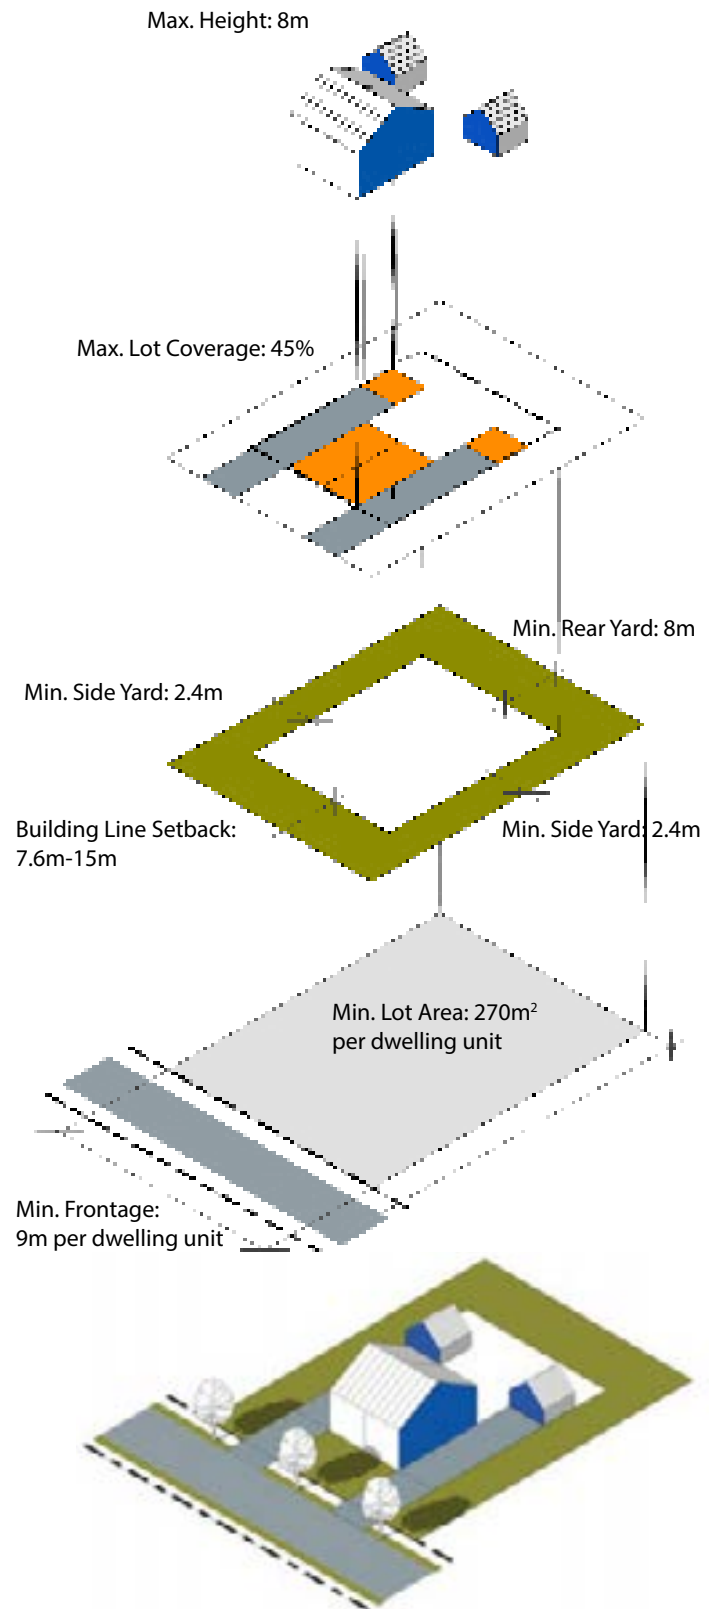 Max. Height: 8m
Max. Lot Coverage: 45%
Min. Rear Yard: 8m
Min. Side Yard: 2.4m
Building Line Setback:
7.6m-15m
Min. Side Yard: 2.4m
Min. Lot Area: 270m²
per dwelling unit
Min. Frontage:
9m per dwelling unit